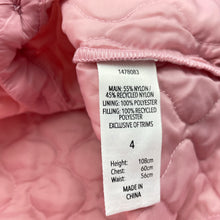 1478083
MAIN: 55% NYLON /
45% RECYCLED NYLON
LINING: 100% POLYESTER
FILLING: 100% RECYCLED
POLYESTER
EXCLUSIVE OF TRIMS
4
Height: 108cm
Chest: 60cm
Waist: 56cm
MADE IN
CHINA